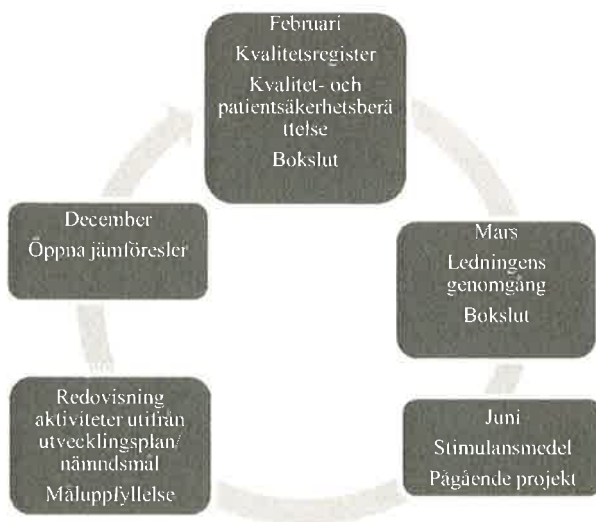 Februari
Kvalitetsregister
Kvalitet- och
patientsäkerhetsberä
ttelse
Bokslut
Mars
Ledningens
genomgång
Bokslut
Juni
Stimulansmedel
Pågående projekt
Redovisning
aktiviteter utifrån
utvecklingsplan/
nämndsmål
Måluppfyllelse
December
Öppna jämföresler